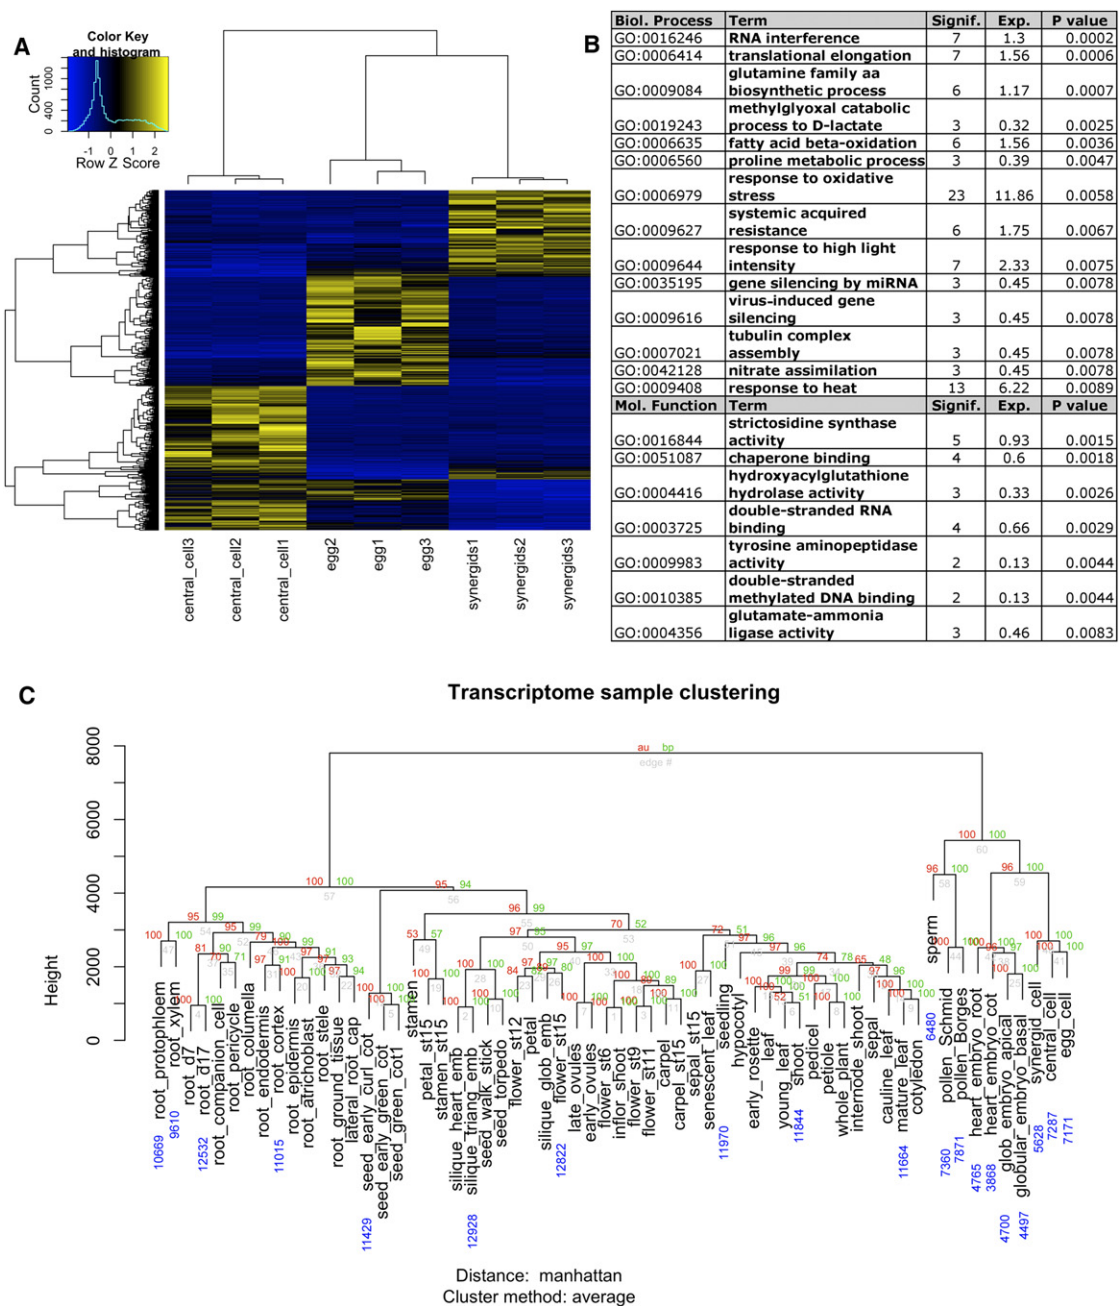 A
Color Key
and histogram
Count
0 400 1000
-1 0 1 2
Row Z Score
central_cell3
central_cell2
central_cell1
egg2
egg1
egg3
synergids1
synergids2
synergids3
B
Biol. Process Term Signif. Exp. P value
GO:0016246 RNA interference 7 1.3 0.0002
GO:0006414 translational elongation 7 1.56 0.0006
glutamine family aa
GO:0009084 biosynthetic process 6 1.17 0.0007
methylglyoxal catabolic
GO:0019243 process to D-lactate 3 0.32 0.0025
GO:0006635 fatty acid beta-oxidation 6 1.56 0.0036
GO:0006560 proline metabolic process 3 0.39 0.0047
response to oxidative
GO:0006979 stress 23 11.86 0.0058
systemic acquired
GO:0009627 resistance 6 1.75 0.0067
response to high light
GO:0009644 intensity 7 2.33 0.0075
GO:0035195 gene silencing by miRNA 3 0.45 0.0078
virus-induced gene
GO:0009616 silencing 3 0.45 0.0078
tubulin complex
GO:0007021 assembly 3 0.45 0.0078
GO:0042128 nitrate assimilation 3 0.45 0.0078
GO:0009408 response to heat 13 6.22 0.0089
Mol. Function Term Signif. Exp. P value
strictosidine synthase
GO:0016844 activity 5 0.93 0.0015
GO:0051087 chaperone binding 4 0.6 0.0018
hydroxyacylglutathione
GO:0004416 hydrolase activity 3 0.33 0.0026
double-stranded RNA
GO:0003725 binding 4 0.66 0.0029
tyrosine aminopeptidase
GO:0009983 activity 2 0.13 0.0044
double-stranded
GO:0010385 methylated DNA binding 2 0.13 0.0044
glutamate-ammonia
GO:0004356 ligase activity 3 0.46 0.0083
C
Transcriptome sample clustering
Height
8000
6000
4000
2000
0
au bp
edge #
root_protophloem
root_xylem
root_d7
root_d17
root_companion_cell
root_pericycle
root_columella
root_endodermis
root_cortex
root_epidermis
root_atrichoblast
root_stele
root_ground_tissue
lateral_root_cap
seed_early_curl_cot
seed_early_green_cot
seed_green_cot1
stamen
petal_st15
stamen_st15
silique_heart_emb
silique_triang_emb
seed_walk_stick
seed_torpedo
flower_st12
petal
silique_glob_emb
flower_st15
late_ovules
early_ovules
flower_st6
inflor_shoot
flower_st9
flower_st11
carpel
carpel_st15
sepal_st15
senescent_leaf
seedling
hypocotyl
early_rosette
leaf
young_leaf
shoot
pedicel
petiole
whole_plant
internode_shoot
sepal
cauline_leaf
mature_leaf
cotyledon
sperm
pollen_Schmid
pollen_Borges
heart_embryo_root
heart_embryo_cot
glob_embryo_apical
globular_embryo_basal
synergid_cell
central_cell
egg_cell
10669
9610
12532
11015
11429
12928
12822
11970
11844
11664
6480
7360
7871
4765
3868
4700
4497
5628
7287
7171
Distance: manhattan
Cluster method: average